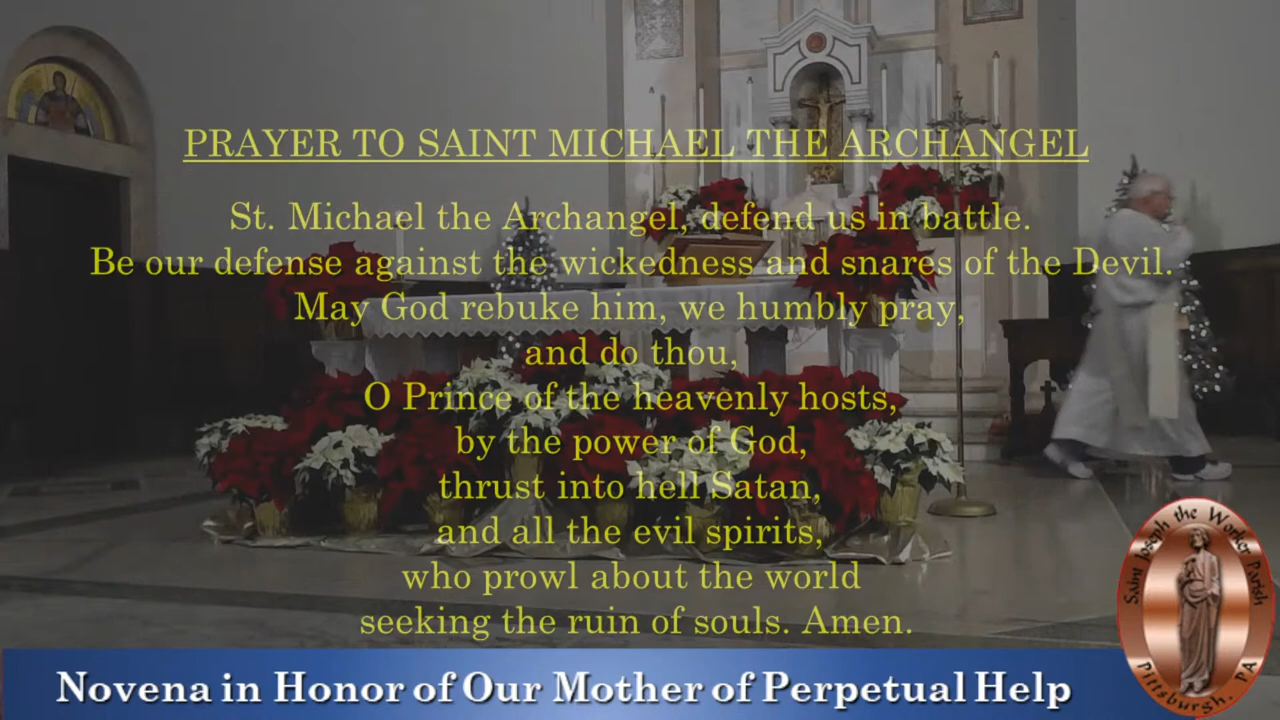 PRAYER TO SAINT MICHAEL THE ARCHANGEL
St. Michael the Archangel, defend us in battle.
Be our defense against the wickedness and snares of the Devil.
May God rebuke him, we humbly pray,
and do thou,
O Prince of the heavenly hosts,
by the power of God,
thrust into hell Satan,
and all the evil spirits,
who prowl about the world
seeking the ruin of souls. Amen.
Novena in Honor of Our Mother of Perpetual Help
Saint Joseph the Worker Parish
Pittsburgh, PA